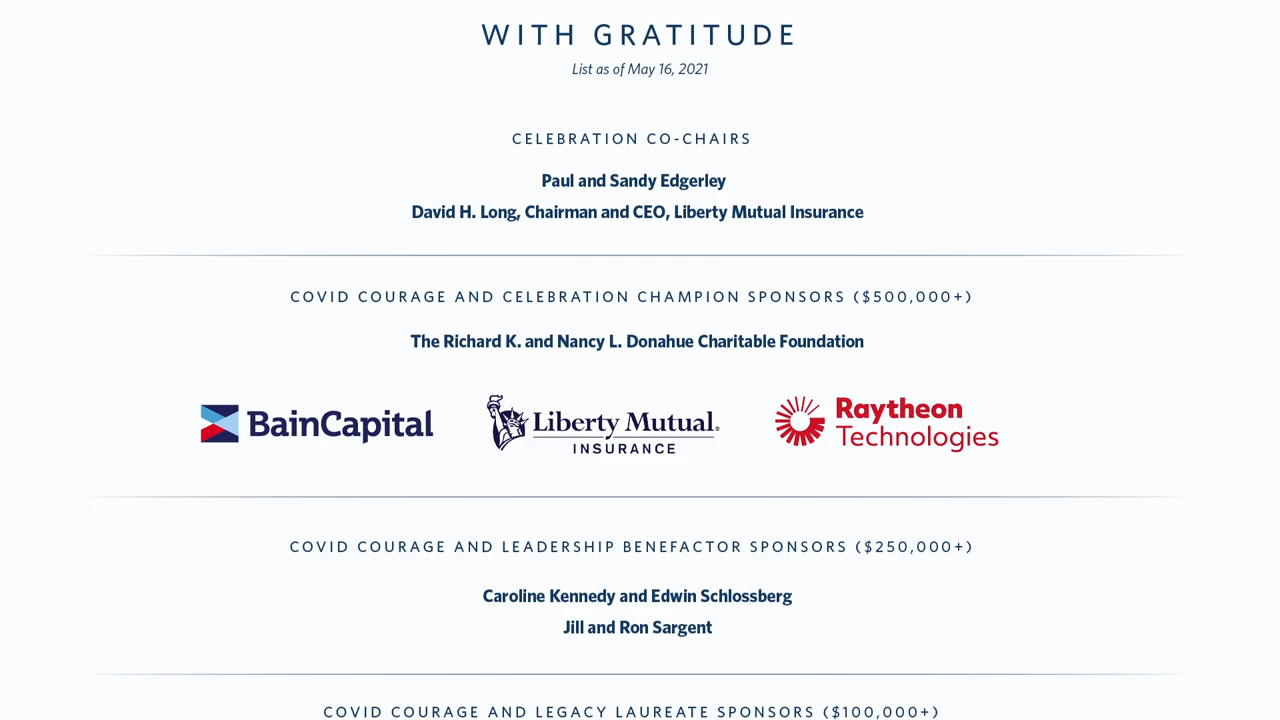 WITH GRATITUDE
List as of May 16, 2021
CELEBRATION CO-CHAIRS
Paul and Sandy Edgerley
David H. Long, Chairman and CEO, Liberty Mutual Insurance
COVID COURAGE AND CELEBRATION CHAMPION SPONSORS ($500,000+)
The Richard K. and Nancy L. Donahue Charitable Foundation
BainCapital
Liberty Mutual®
INSURANCE
Raytheon
Technologies
COVID COURAGE AND LEADERSHIP BENEFACTOR SPONSORS ($250,000+)
Caroline Kennedy and Edwin Schlossberg
Jill and Ron Sargent
COVID COURAGE AND LEGACY LAUREATE SPONSORS ($100,000+)